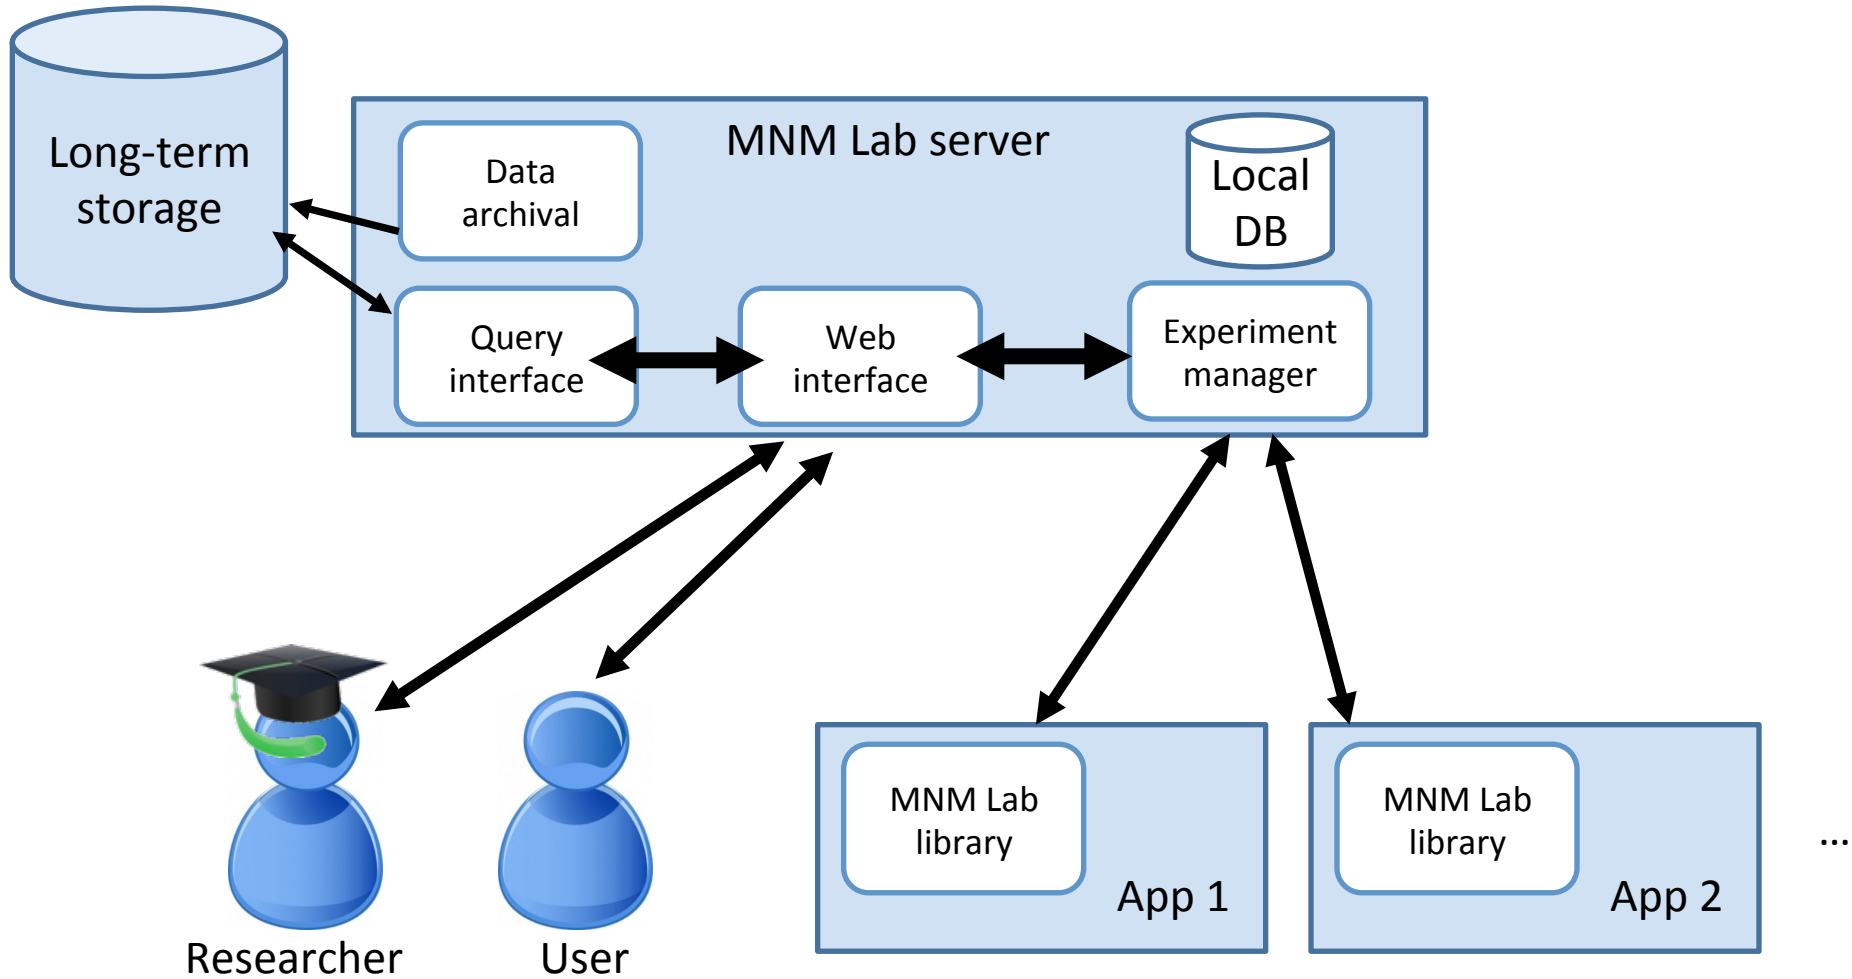 Long-term
storage
MNM Lab server
Data
archival
Local
DB
Query
interface
Web
interface
Experiment
manager
MNM Lab
library
App 1
MNM Lab
library
App 2
...
Researcher
User